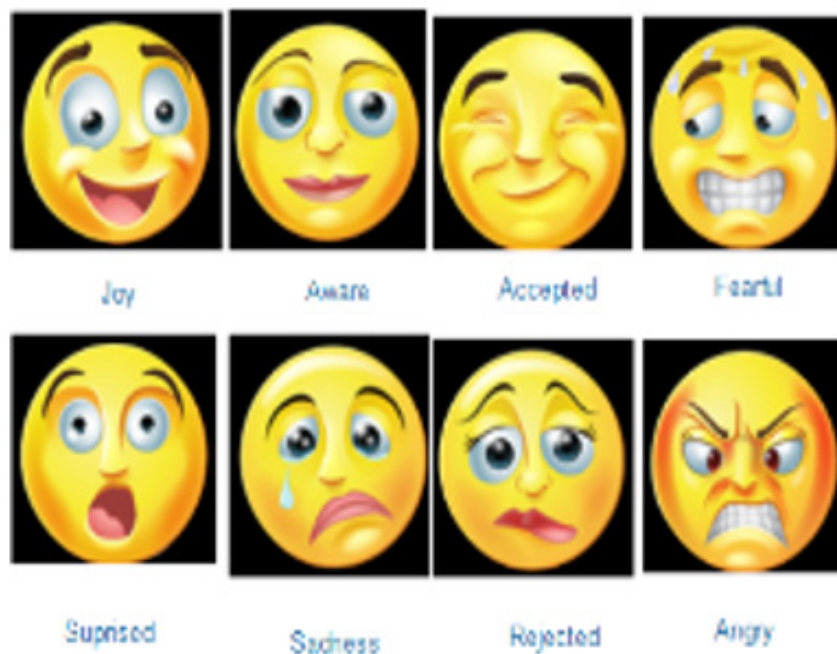 Joy
Aware
Accepted
Fearful
Suprised
Sadness
Rejected
Angry